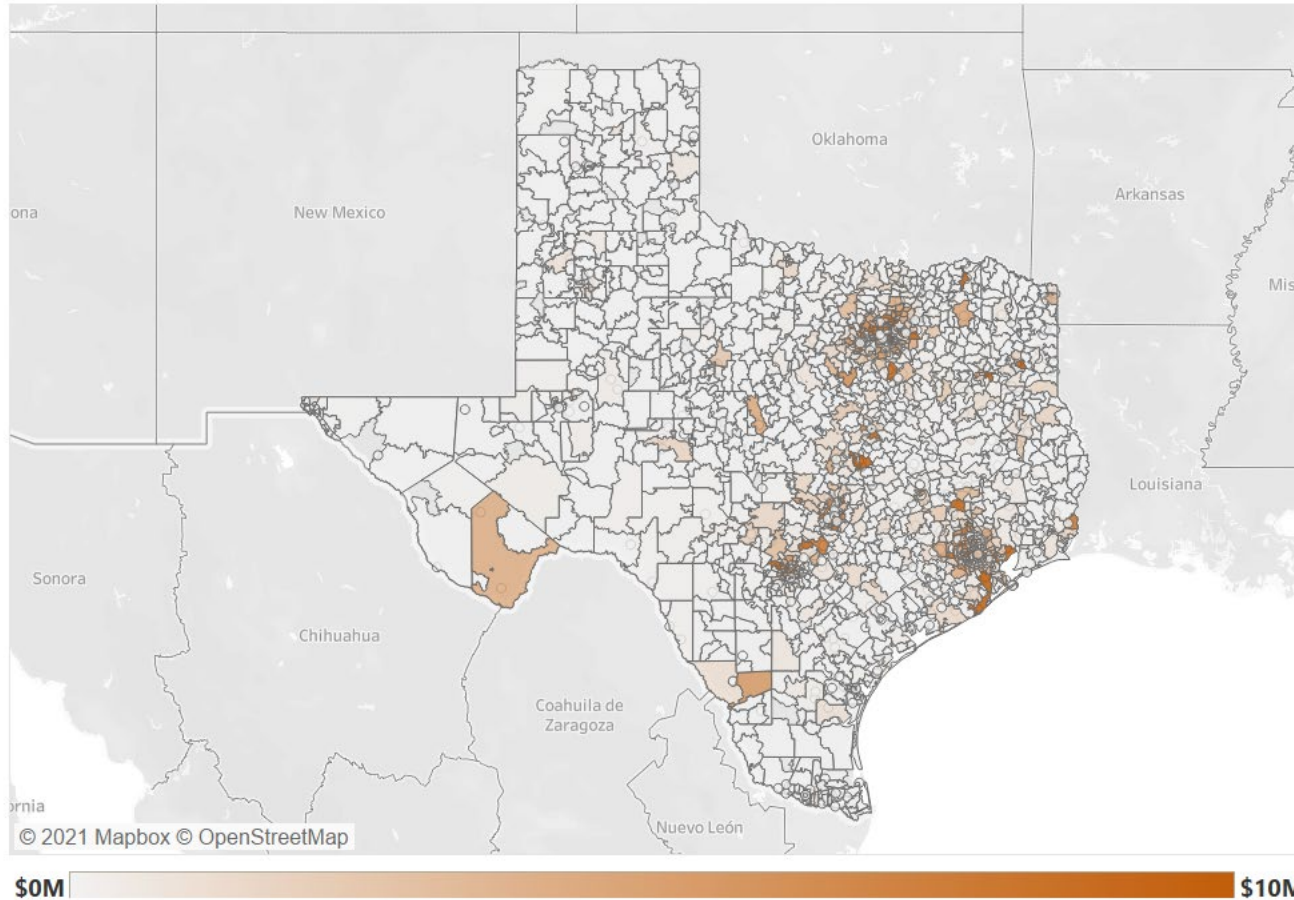 Oklahoma
Arkansas
ona
New Mexico
Mis
Louisiana
Sonora
Chihuahua
Coahuila de
Zaragoza
ornia
Nuevo León
© 2021 Mapbox © OpenStreetMap
$0M
$10M